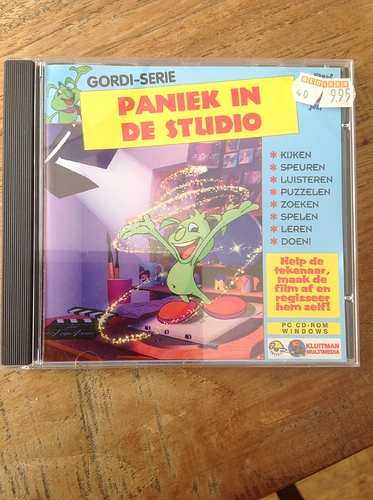 GORDI-SERIE
PANIEK IN
DE STUDIO
40
9.95
* KIJKEN
* SPEUREN
* LUISTEREN
* PUZZELEN
* ZOEKEN
* SPELEN
* LEREN
* DOEN!
Help de
tekenaar,
maak de
film af en
regisseer
hem zelf!
PC CD-ROM
WINDOWS
KLUITMAN
MULTIMEDIA